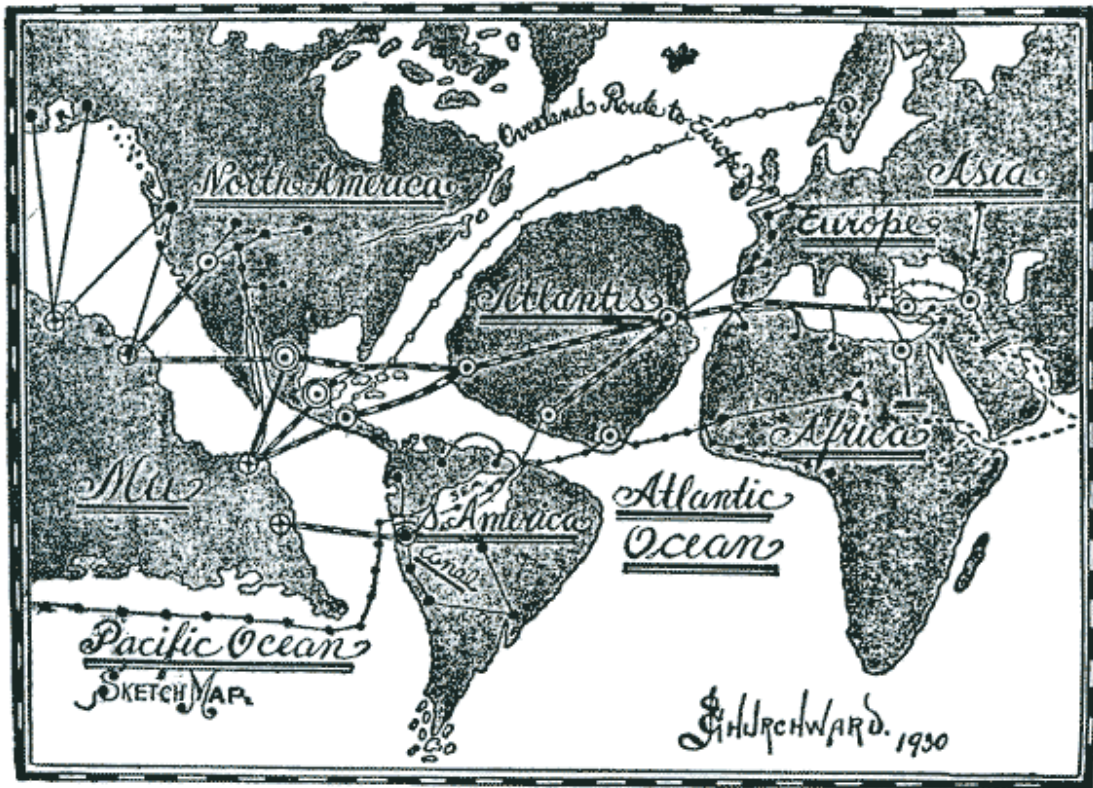 Overland Route to Europe
North America
Asia
Europe
Atlantis
Africa
Mu
S. America
SEA
Canal
Atlantic
Ocean
Pacific Ocean
SKETCH MAP.
J CHURCHWARD. 1930